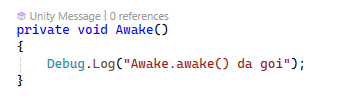 Unity Message | 0 references
private void Awake()
{
Debug.Log("Awake.awake() da goi");
}